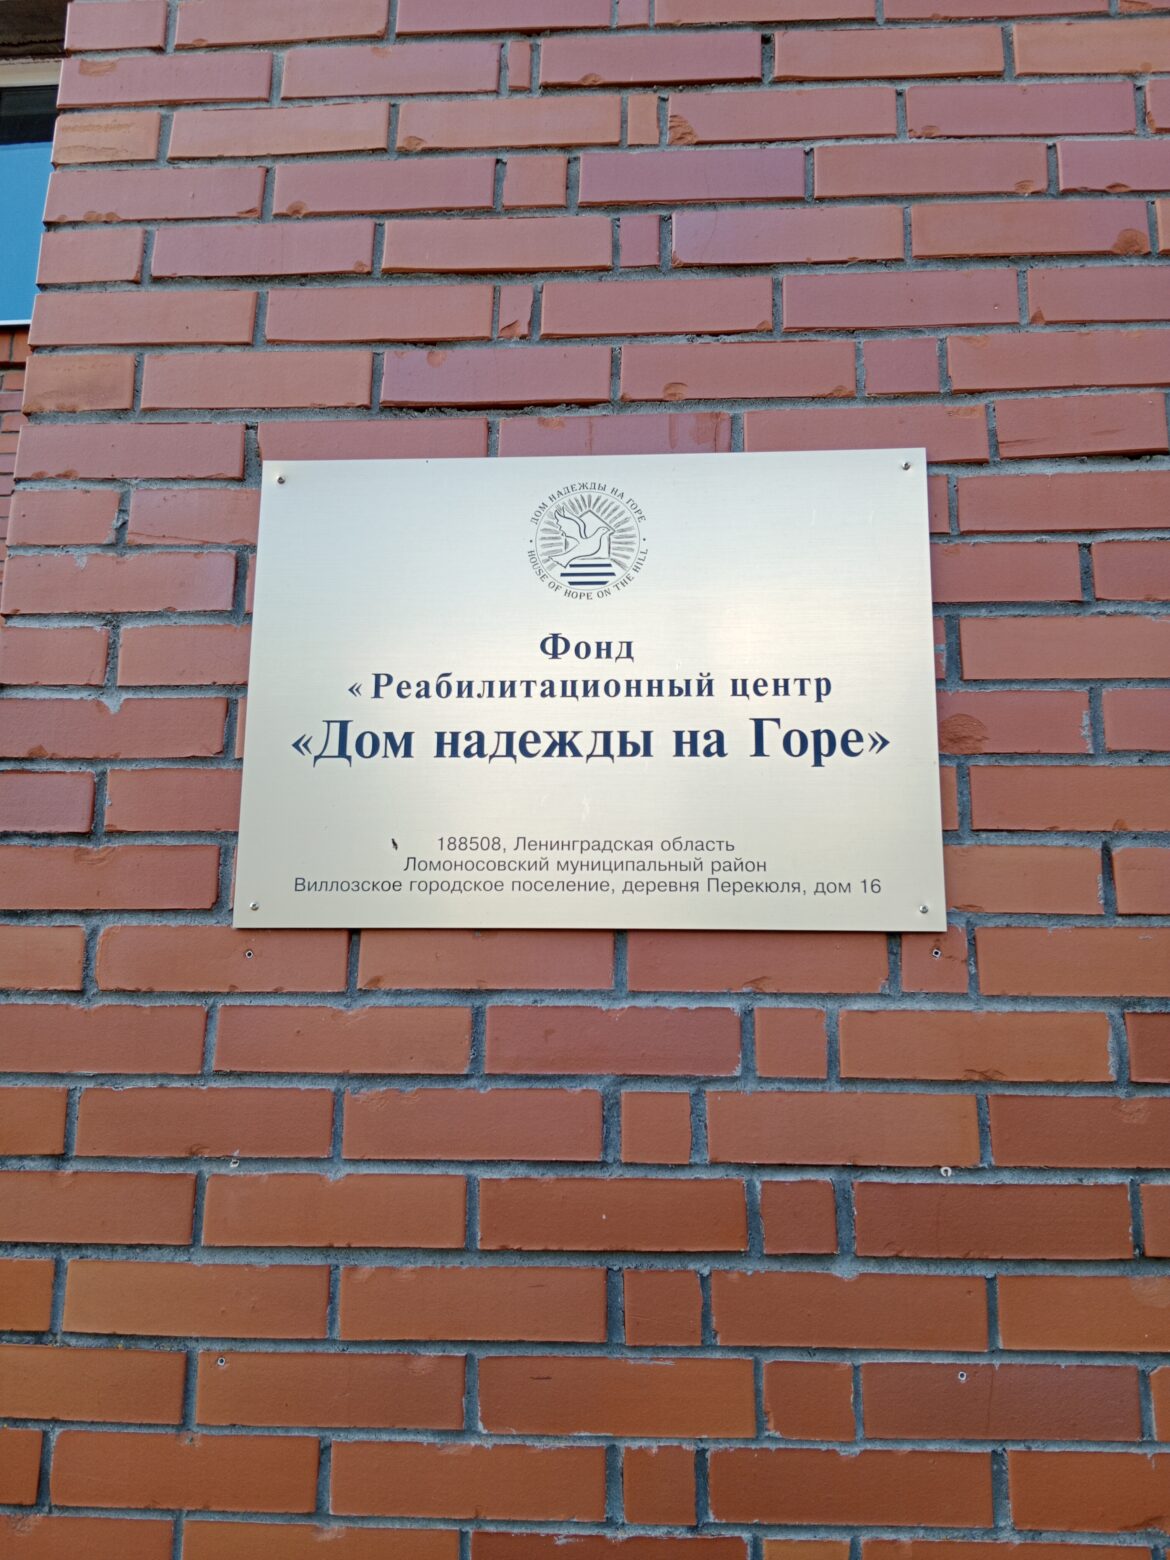 ДОМ НАДЕЖДЫ НА ГОРЕ
HOUSE OF HOPE ON THE HILL
Фонд
« Реабилитационный центр
«Дом надежды на Горе»
188508, Ленинградская область
Ломоносовский муниципальный район
Виллозское городское поселение, деревня Перекюля, дом 16